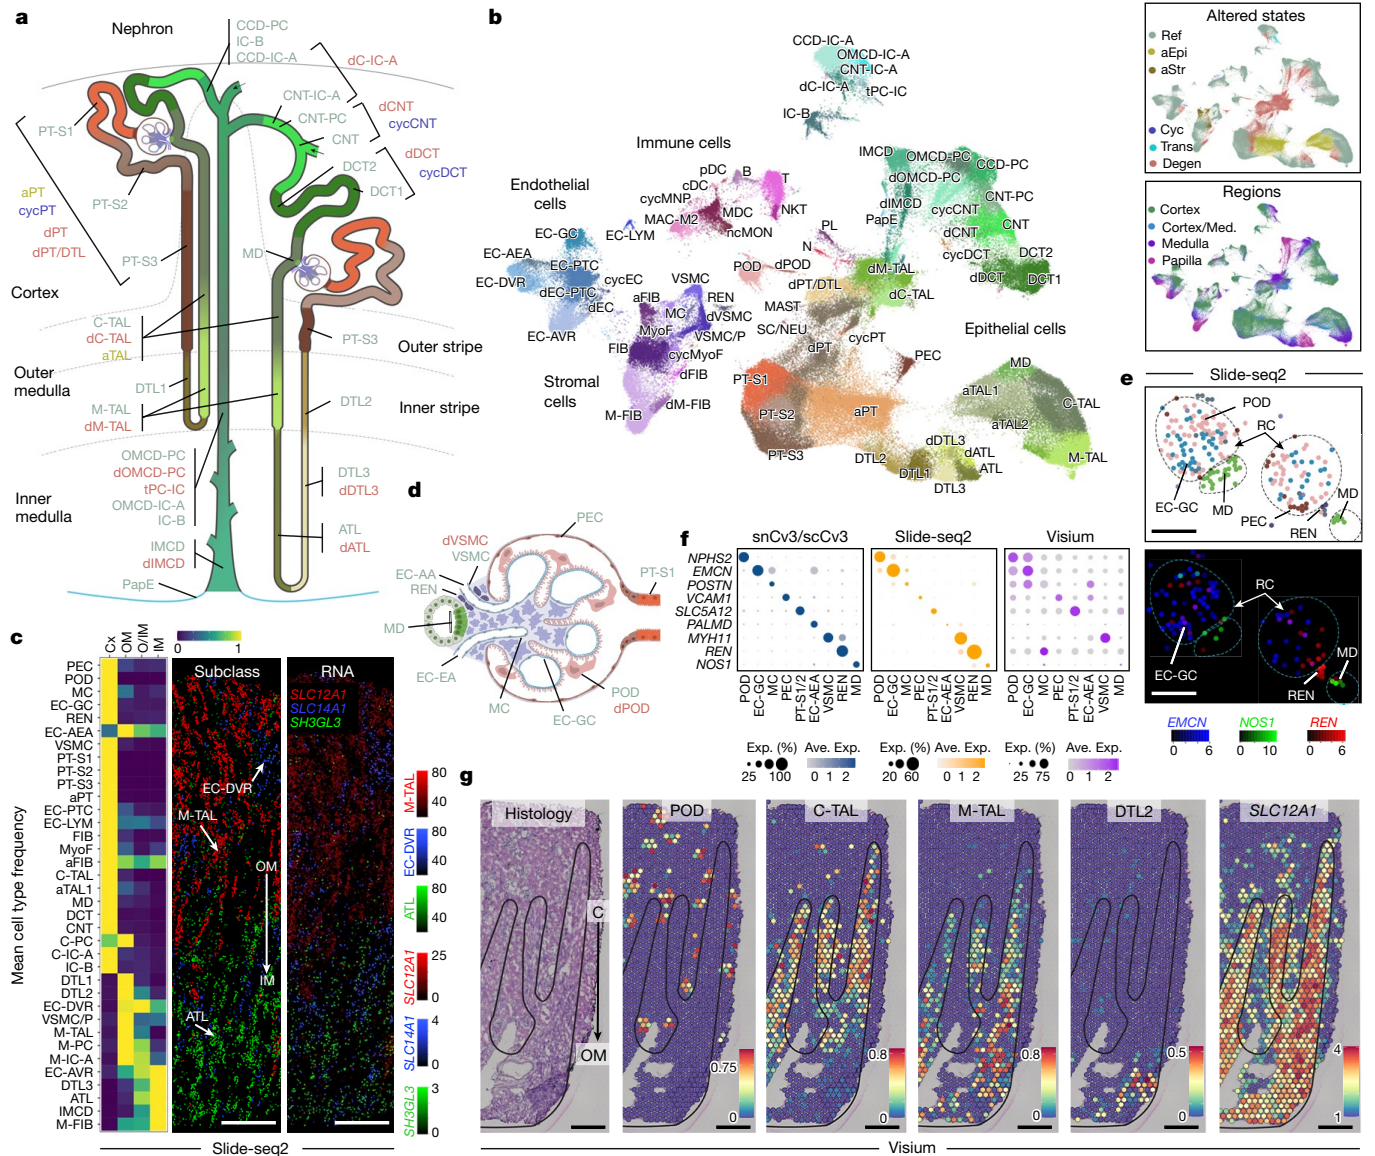 a
Nephron
CCD-PC
IC-B
CCD-IC-A
dC-IC-A
CNT-IC-A
CNT-PC
CNT
dCNT
cycCNT
dDCT
cycDCT
DCT2
DCT1
PT-S1
PT-S2
aPT
cycPT
dPT
dPT/DTL
PT-S3
MD
Cortex
C-TAL
dC-TAL
aTAL
PT-S3
Outer stripe
Outer
medulla
DTL1
M-TAL
dM-TAL
DTL2
Inner stripe
OMCD-PC
dOMCD-PC
tPC-IC
OMCD-IC-A
IC-B
DTL3
dDTL3
Inner
medulla
ATL
dATL
IMCD
dIMCD
PapE
b
CCD-IC-A
OMCD-IC-A
CNT-IC-A
dC-IC-A
tPC-IC
IC-B
Immune cells
pDC
B
T
cDC
cycMNP
MDC
NKT
MAC-M2
ncMON
Endothelial
cells
EC-GC
EC-LYM
EC-AEA
EC-PTC
EC-DVR
cycEC
dEC-PTC
dEC
EC-AVR
IMCD
OMCD-PC
CCD-PC
dOMCD-PC
dIMCD
CNT-PC
cycCNT
PapE
CNT
dCNT
cycDCT
DCT2
dDCT
DCT1
PL
N
POD
dPOD
dM-TAL
dPT/DTL
dC-TAL
VSMC
aFIB
REN
MC
dVSMC
MyoF
VSMC/P
FIB
cycMyoF
dFIB
Stromal
cells
dM-FIB
M-FIB
MAST
SC/NEU
cycPT
dPT
PEC
Epithelial cells
MD
PT-S1
aTAL1
C-TAL
PT-S2
aPT
aTAL2
PT-S3
dDTL3
dATL
M-TAL
DTL2
DTL1
ATL
DTL3
Altered states
Ref
aEpi
aStr
Cyc
Trans
Degen
Regions
Cortex
Cortex/Med.
Medulla
Papilla
c
0
1
Cx
OM
O/IM
IM
Subclass
RNA
SLC12A1
SLC14A1
SH3GL3
Mean cell type frequency
PEC
POD
MC
EC-GC
REN
EC-AEA
VSMC
PT-S1
PT-S2
PT-S3
aPT
EC-PTC
EC-LYM
FIB
MyoF
aFIB
C-TAL
aTAL1
MD
DCT
CNT
C-PC
C-IC-A
IC-B
DTL1
DTL2
EC-DVR
VSMC/P
M-TAL
M-PC
M-IC-A
EC-AVR
DTL3
ATL
IMCD
M-FIB
EC-DVR
M-TAL
OM
IM
ATL
M-TAL
80
40
EC-DVR
80
40
ATL
80
40
SLC12A1
25
0
SLC14A1
4
0
SH3GL3
3
0
Slide-seq2
d
PEC
dVSMC
VSMC
EC-AA
REN
PT-S1
MD
EC-EA
POD
dPOD
MC
EC-GC
e
Slide-seq2
POD
RC
EC-GC
MD
MD
PEC
REN
RC
EC-GC
MD
REN
EMCN
0
6
NOS1
0
10
REN
0
6
f
snCv3/scCv3
Slide-seq2
Visium
NPHS2
EMCN
POSTN
VCAM1
SLC5A12
PALMD
MYH11
REN
NOS1
POD
EC-GC
MC
PEC
PT-S1/2
EC-AEA
VSMC
REN
MD
POD
EC-GC
MC
PEC
PT-S1/2
EC-AEA
VSMC
REN
MD
POD
EC-GC
MC
PEC
PT-S1/2
EC-AEA
VSMC
REN
MD
Exp. (%)
25 100
Ave. Exp.
0 1 2
Exp. (%)
20 60
Ave. Exp.
0 1 2
Exp. (%)
25 75
Ave. Exp.
0 2
g
Histology
C
OM
POD
0.75
0
C-TAL
0.8
0
M-TAL
0.8
0
DTL2
0.5
0
SLC12A1
4
1
Visium